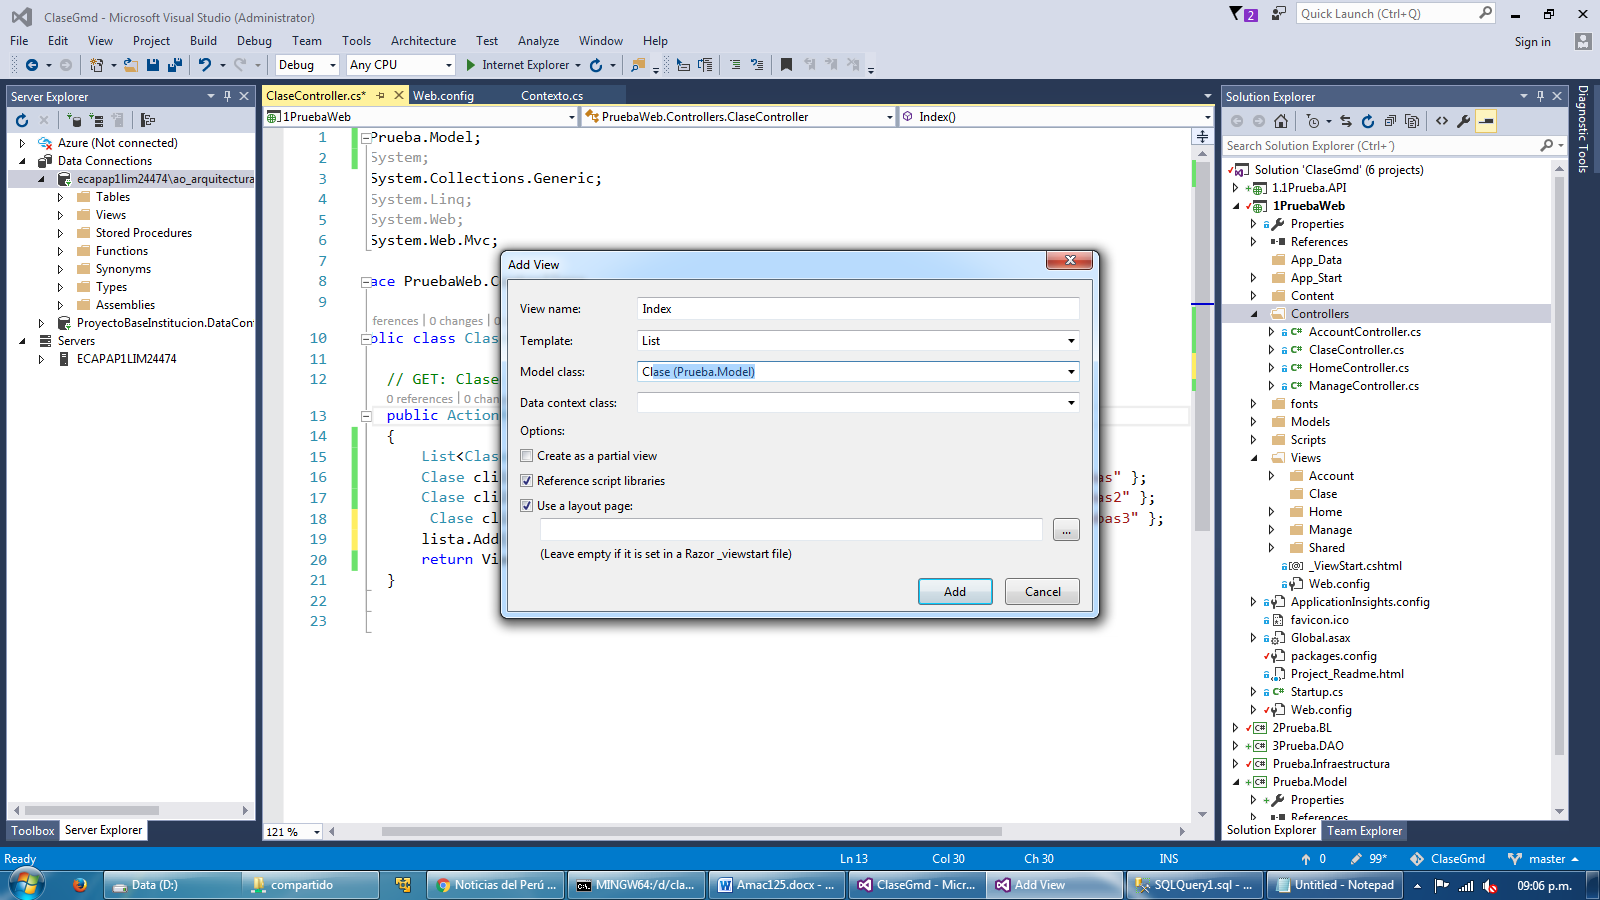 ClaseGmd - Microsoft Visual Studio (Administrator)
2
Quick Launch (Ctrl+Q)
File Edit View Project Build Debug Team Tools Architecture Test Analyze Window Help
Sign in
Debug Any CPU Internet Explorer
Server Explorer
Azure (Not connected)
Data Connections
ecapap1lim24474\ao_arquitectura
Tables
Views
Stored Procedures
Functions
Synonyms
Types
Assemblies
ProyectoBaseInstitucion.DataCon
Servers
ECAPAP1LIM24474
Toolbox Server Explorer
ClaseController.cs* Web.config Contexto.cs
1PruebaWeb PruebaWeb.Controllers.ClaseController Index()
1 Prueba.Model;
2 System;
3 System.Collections.Generic;
4 System.Linq;
5 System.Web;
6 System.Web.Mvc;
7
8 ace PruebaWeb.C
9
ferences | 0 changes | 0
10 blic class Clas
11
12 // GET: Clase
0 references | 0 chan
13 public Action
14 {
15 List<Clas
16 Clase cli as" };
17 Clase cli as2" };
18 Clase cl bas3" };
19 lista.Add
20 return Vi
21 }
22
23
121 %
Add View
View name: Index
Template: List
Model class: Clase (Prueba.Model)
Data context class:
Options:
Create as a partial view
Reference script libraries
Use a layout page:
...
(Leave empty if it is set in a Razor _viewstart file)
Add Cancel
Solution Explorer
Search Solution Explorer (Ctrl+´)
Solution 'ClaseGmd' (6 projects)
1.1Prueba.API
1PruebaWeb
Properties
References
App_Data
App_Start
Content
Controllers
AccountController.cs
ClaseController.cs
HomeController.cs
ManageController.cs
fonts
Models
Scripts
Views
Account
Clase
Home
Manage
Shared
_ViewStart.cshtml
Web.config
ApplicationInsights.config
favicon.ico
Global.asax
packages.config
Project_Readme.html
Startup.cs
Web.config
2Prueba.BL
3Prueba.DAO
Prueba.Infraestructura
Prueba.Model
Properties
References
Solution Explorer Team Explorer
Diagnostic Tools
Ready Ln 13 Col 30 Ch 30 INS 0 99* ClaseGmd master
Data (D:) compartido Noticias del Perú ... MINGW64:/d/cla... Amac125.docx - ... ClaseGmd - Micr... Add View SQLQuery1.sql - ... Untitled - Notepad 09:06 p.m.